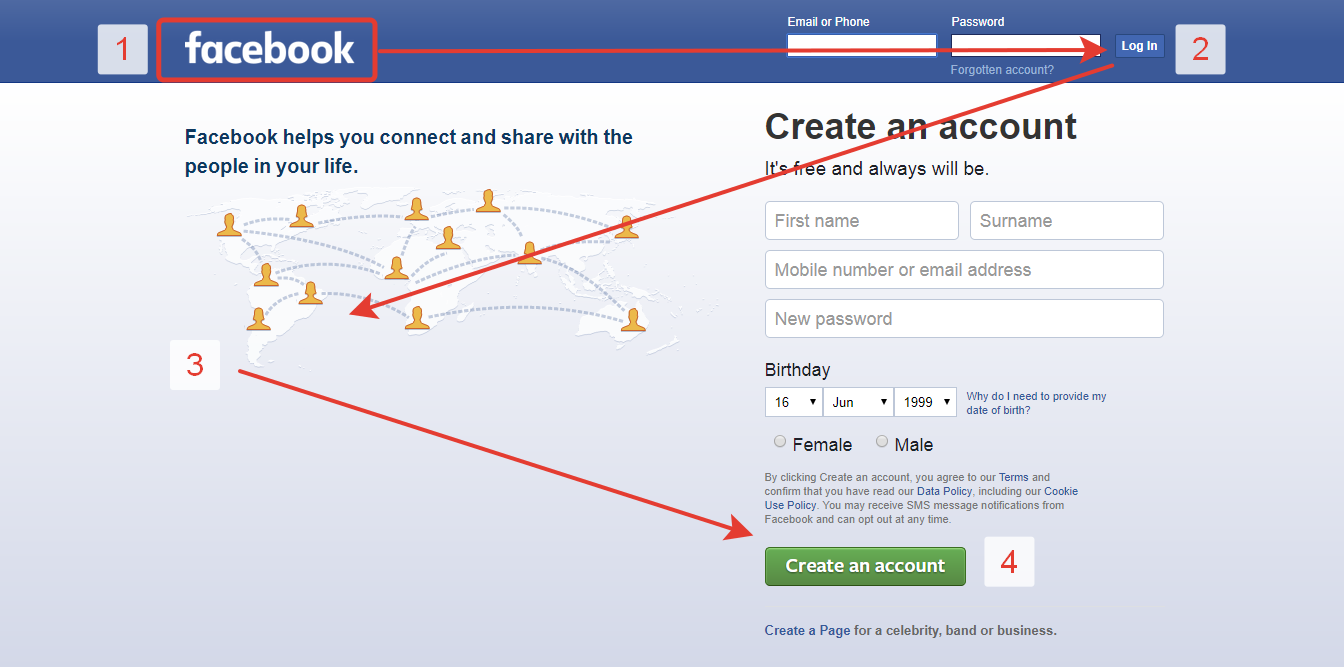 1
facebook
Email or Phone
Password
Log In
2
Forgotten account?
Facebook helps you connect and share with the
people in your life.
3
Create an account
It's free and always will be.
First name
Surname
Mobile number or email address
New password
Birthday
16
Jun
1999
Why do I need to provide my
date of birth?
Female
Male
By clicking Create an account, you agree to our Terms and
confirm that you have read our Data Policy, including our Cookie
Use Policy. You may receive SMS message notifications from
Facebook and can opt out at any time.
Create an account
4
Create a Page for a celebrity, band or business.